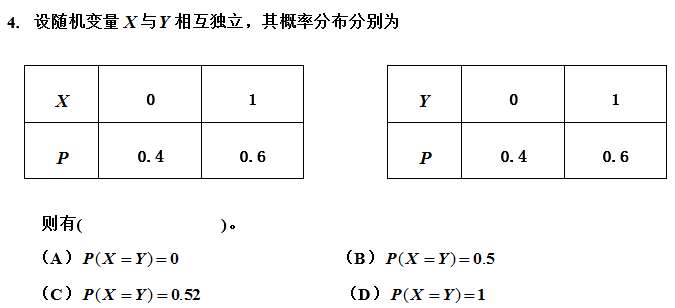 4. 设随机变量 X 与 Y 相互独立，其概率分布分别为
X 0 1 Y 0 1
P 0.4 0.6 P 0.4 0.6
则有( )。
（A）P(X = Y) = 0 （B）P(X = Y) = 0.5
（C）P(X = Y) = 0.52 （D）P(X = Y) = 1